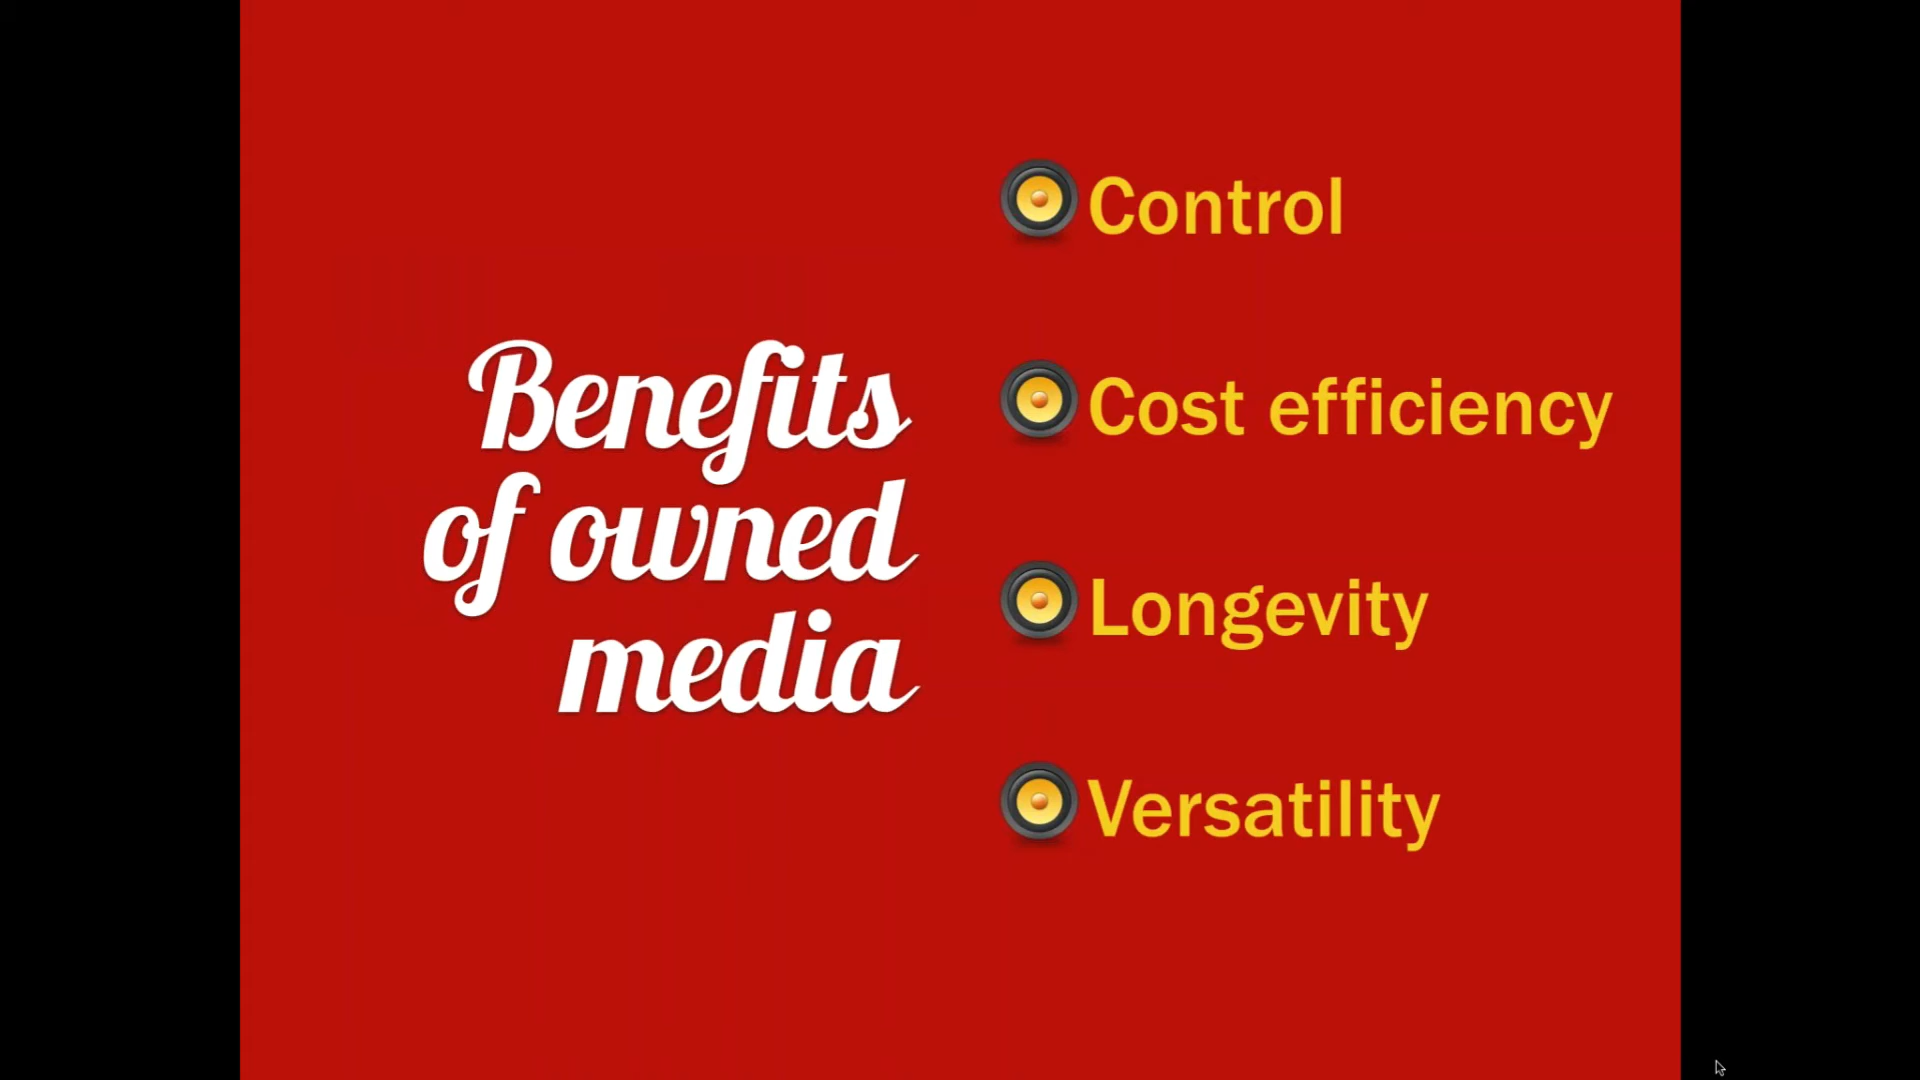 Benefits
of owned
media
Control
Cost efficiency
Longevity
Versatility